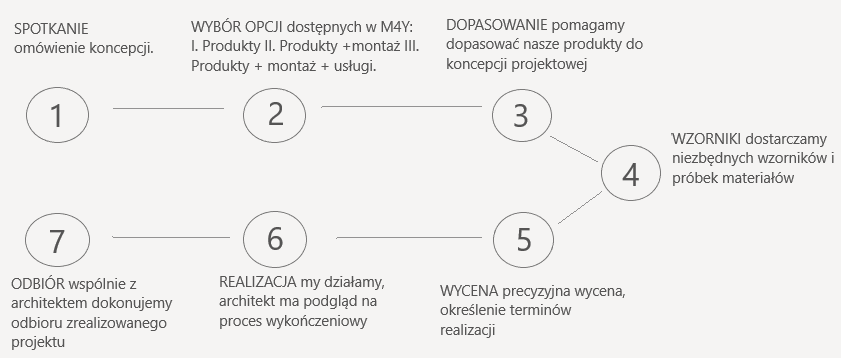 SPOTKANIE
omówienie koncepcji.
1
WYBÓR OPCJI dostępnych w M4Y:
I. Produkty II. Produkty +montaż III.
Produkty + montaż + usługi.
2
DOPASOWANIE pomagamy
dopasować nasze produkty do
koncepcji projektowej
3
WZORNIKI dostarczamy
niezbędnych wzorników i
próbek materiałów
4
5
WYCENA precyzyjna wycena,
określenie terminów
realizacji
6
REALIZACJA my działamy,
architekt ma podgląd na
proces wykończeniowy
7
ODBIÓR wspólnie z
architektem dokonujemy
odbioru zrealizowanego
projektu